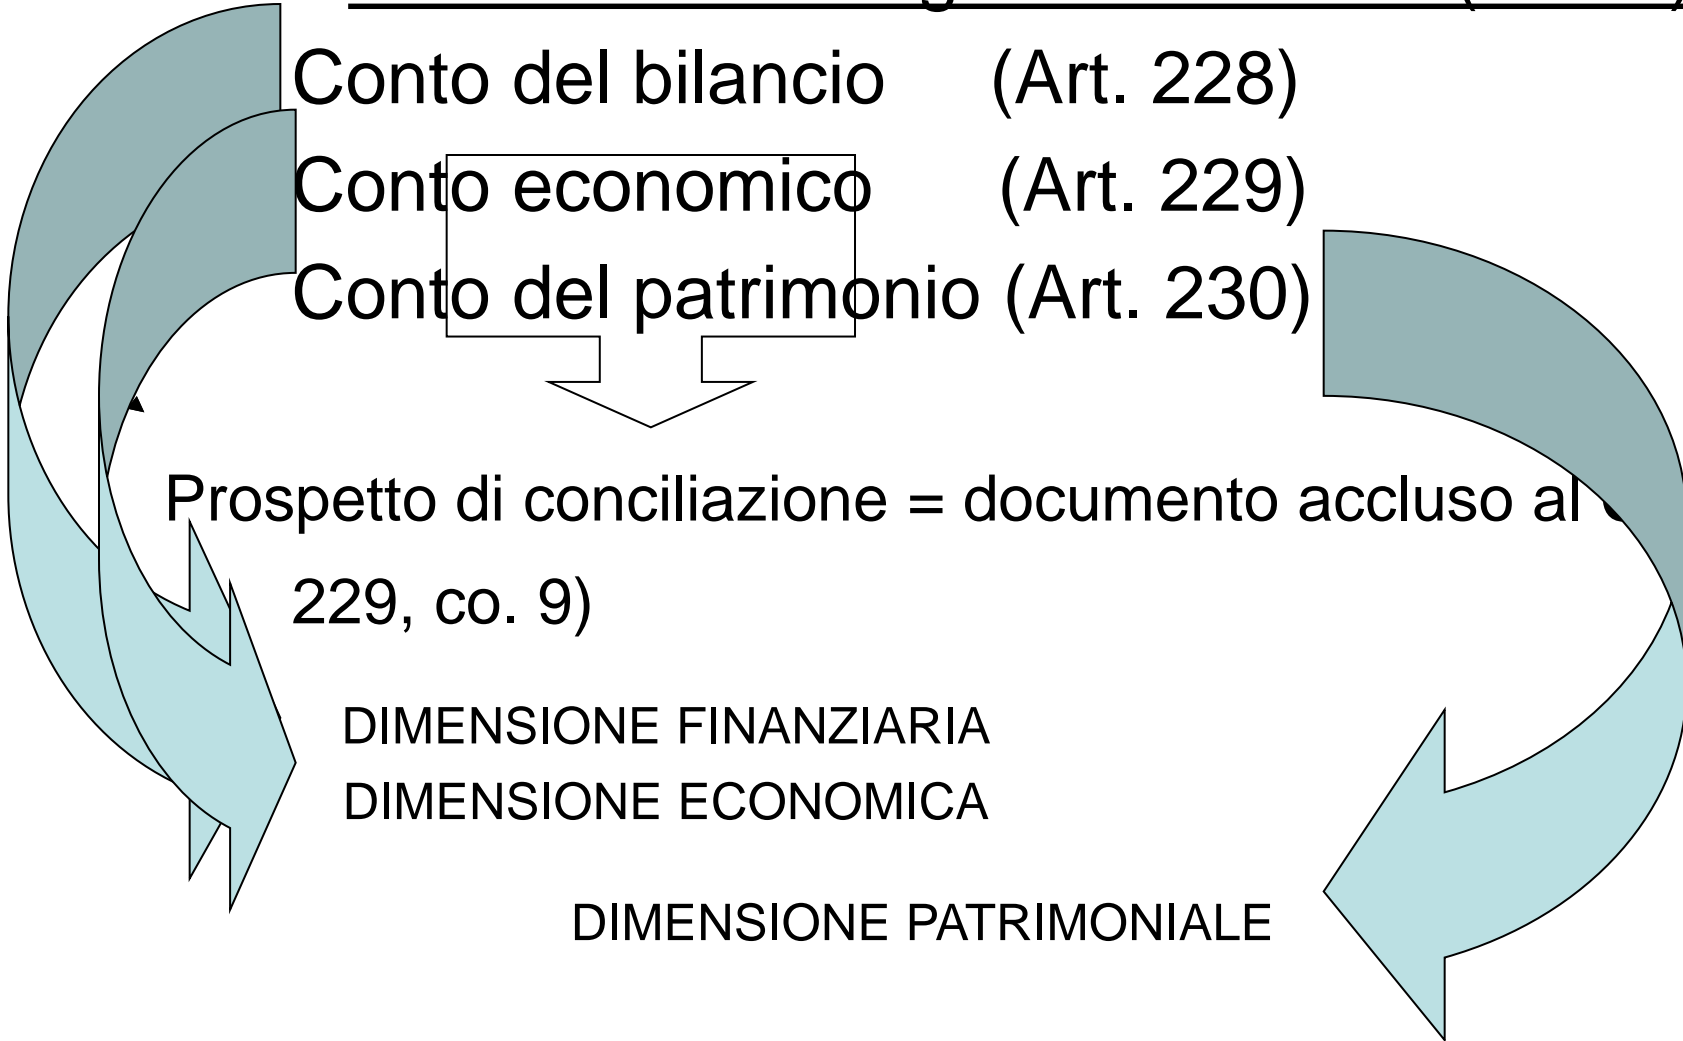 Conto del bilancio (Art. 228)
Conto economico (Art. 229)
Conto del patrimonio (Art. 230)
Prospetto di conciliazione = documento accluso al
229, co. 9)
DIMENSIONE FINANZIARIA
DIMENSIONE ECONOMICA
DIMENSIONE PATRIMONIALE